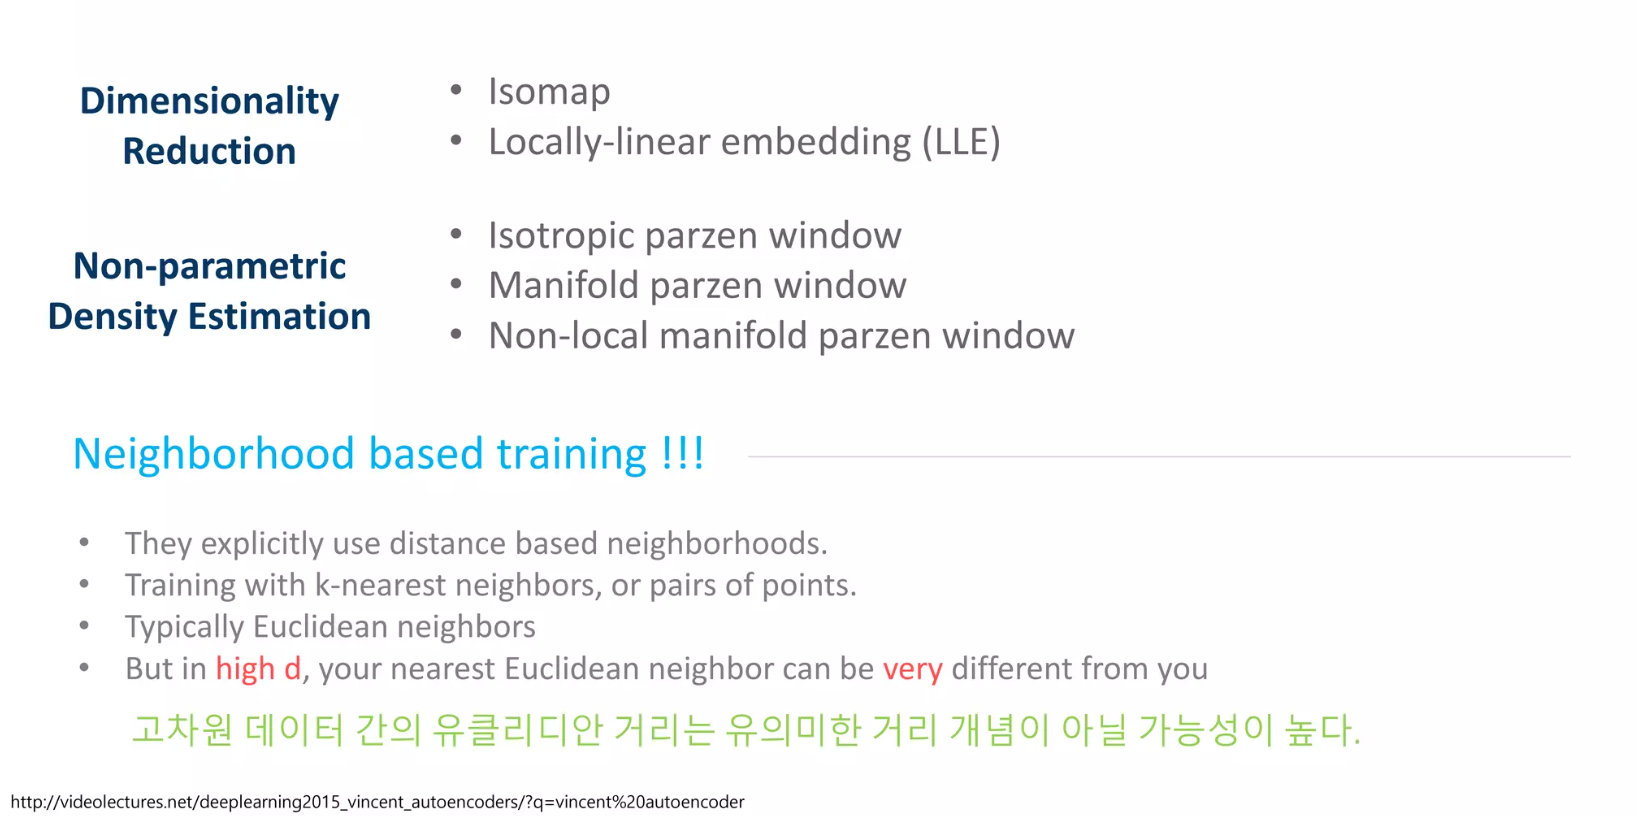 Dimensionality
Reduction
• Isomap
• Locally-linear embedding (LLE)
Non-parametric
Density Estimation
• Isotropic parzen window
• Manifold parzen window
• Non-local manifold parzen window
Neighborhood based training !!!
• They explicitly use distance based neighborhoods.
• Training with k-nearest neighbors, or pairs of points.
• Typically Euclidean neighbors
• But in high d, your nearest Euclidean neighbor can be very different from you
고차원 데이터 간의 유클리디안 거리는 유의미한 거리 개념이 아닐 가능성이 높다.
http://videolectures.net/deeplearning2015_vincent_autoencoders/?q=vincent%20autoencoder